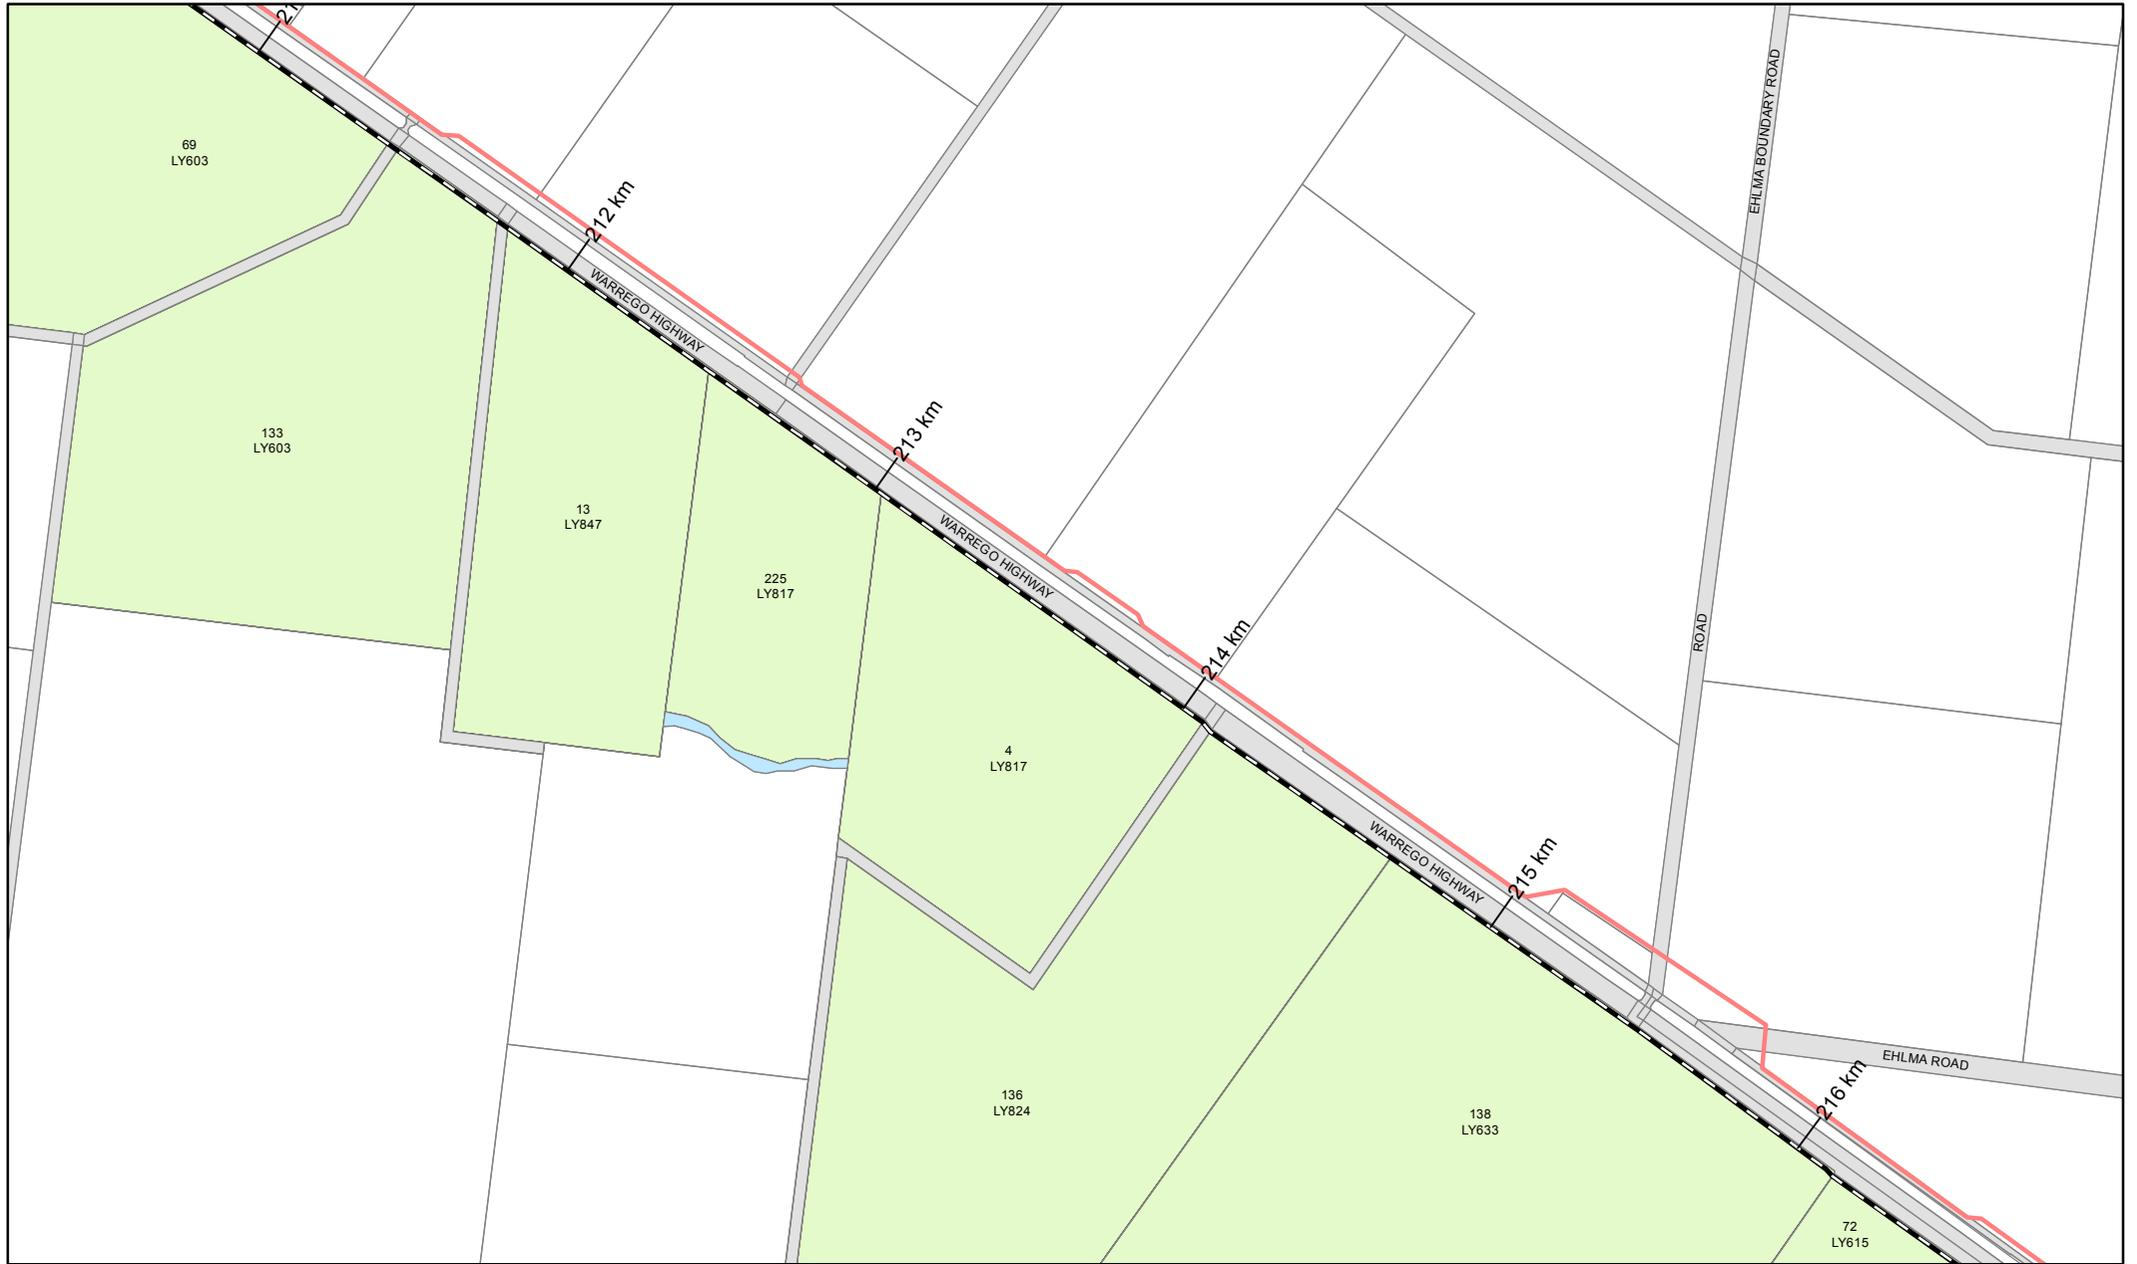 69
LY603
EHLMA BOUNDARY ROAD
212 km
WARREGO HIGHWAY
133
LY603
213 km
13
LY847
WARREGO HIGHWAY
225
LY817
214 km
ROAD
4
LY817
WARREGO HIGHWAY
215 km
EHLMA ROAD
216 km
136
LY824
138
LY633
72
LY615